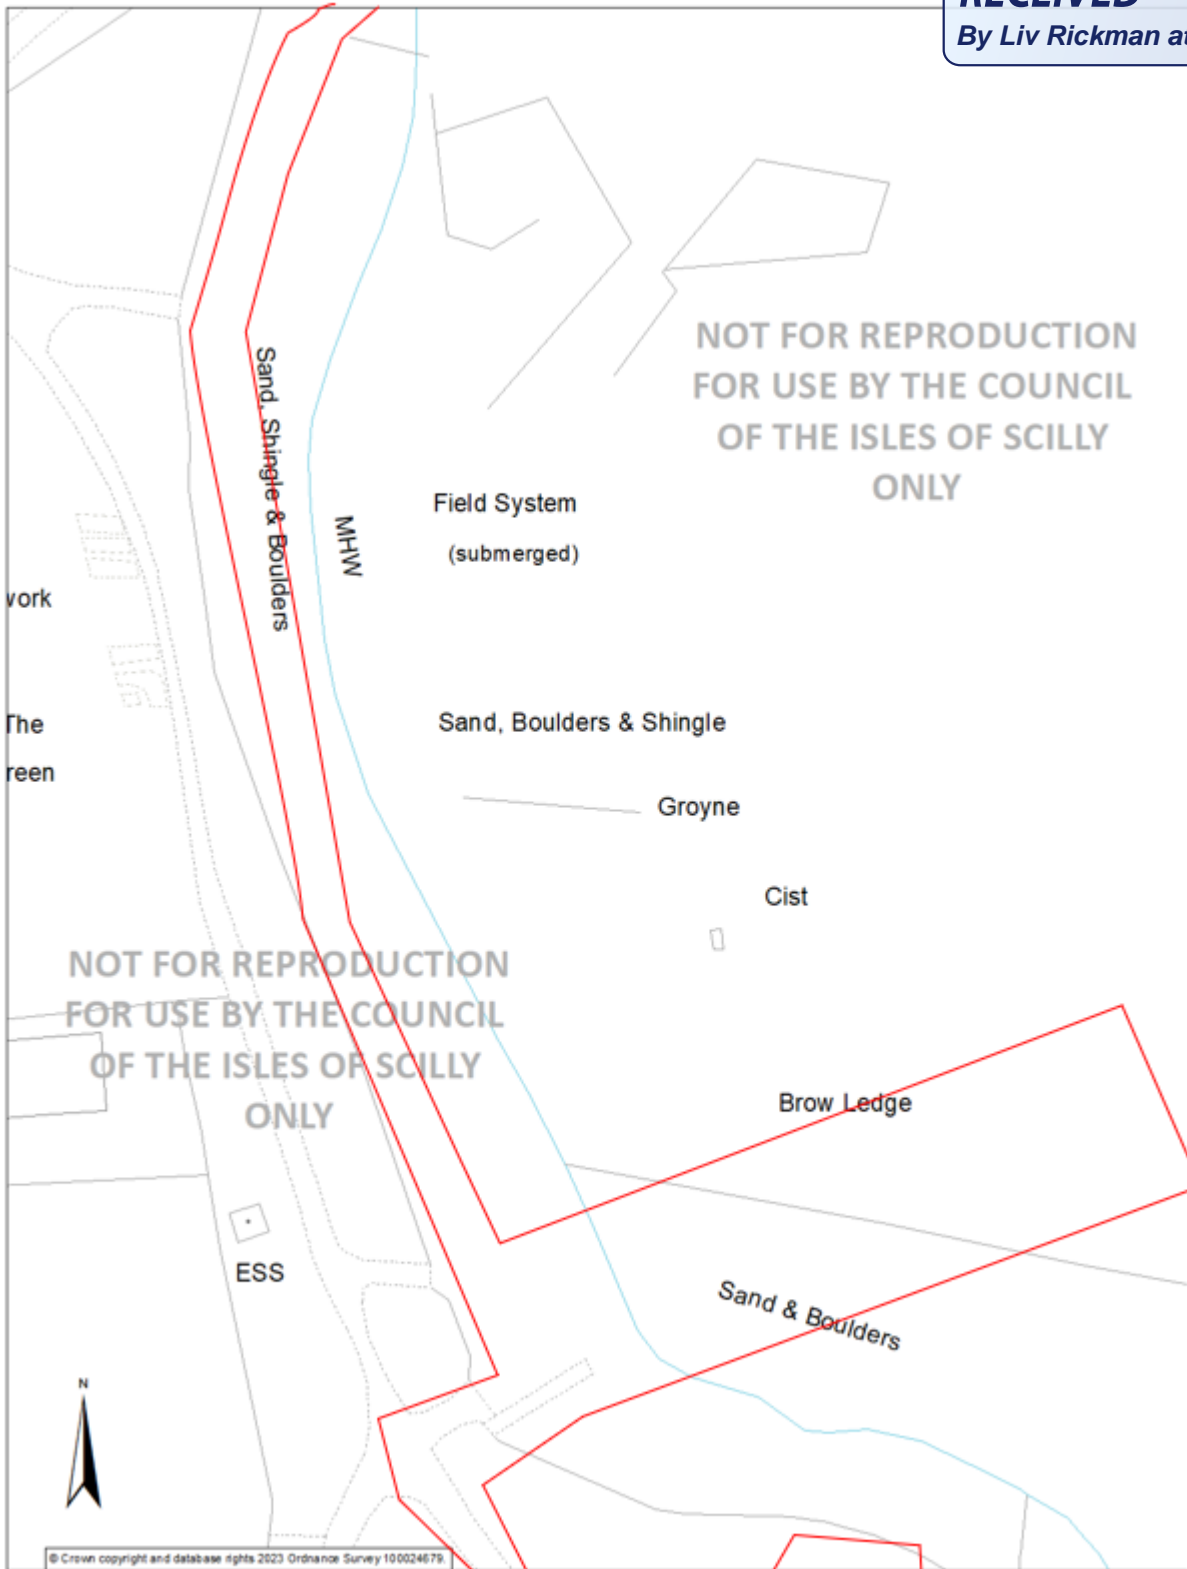 RECEIVED
By Liv Rickman at
NOT FOR REPRODUCTION
FOR USE BY THE COUNCIL
OF THE ISLES OF SCILLY
ONLY
Sand, Shingle & Boulders
MHW
Field System
(submerged)
work
The
reen
Sand, Boulders & Shingle
Groyne
Cist
NOT FOR REPRODUCTION
FOR USE BY THE COUNCIL
OF THE ISLES OF SCILLY
ONLY
Brow Ledge
ESS
Sand & Boulders
N
© Crown copyright and database rights 2023 Ordnance Survey 100024679.